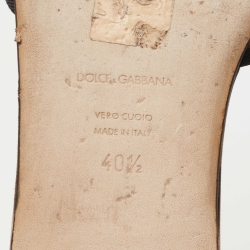 DOLCE & GABBANA
VERO CUOIO
MADE IN ITALY
40½